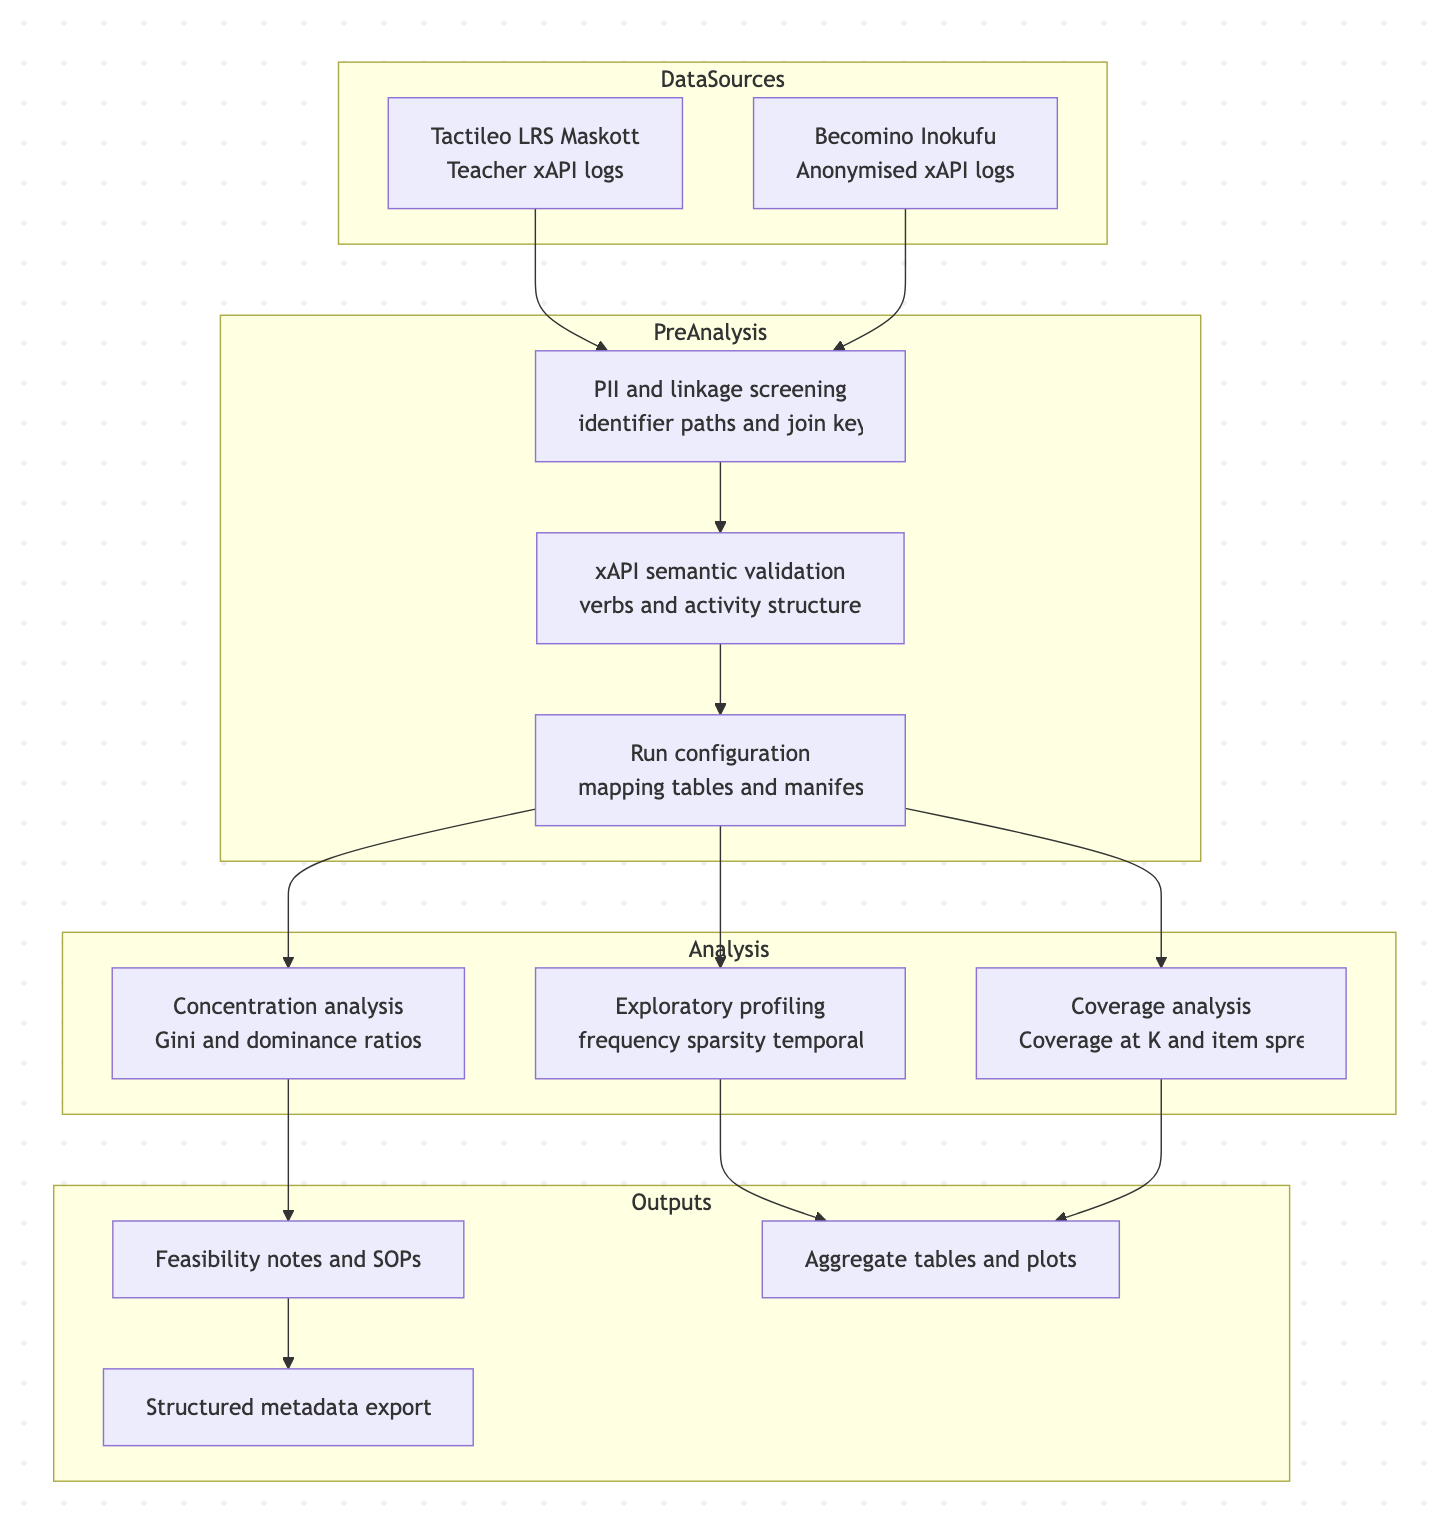 DataSources
Tactileo LRS Maskott
Teacher xAPI logs
Becomino Inokufu
Anonymised xAPI logs
PreAnalysis
PII and linkage screening
identifier paths and join key
xAPI semantic validation
verbs and activity structure
Run configuration
mapping tables and manifes
Analysis
Concentration analysis
Gini and dominance ratios
Exploratory profiling
frequency sparsity temporal
Coverage analysis
Coverage at K and item spre
Outputs
Feasibility notes and SOPs
Aggregate tables and plots
Structured metadata export